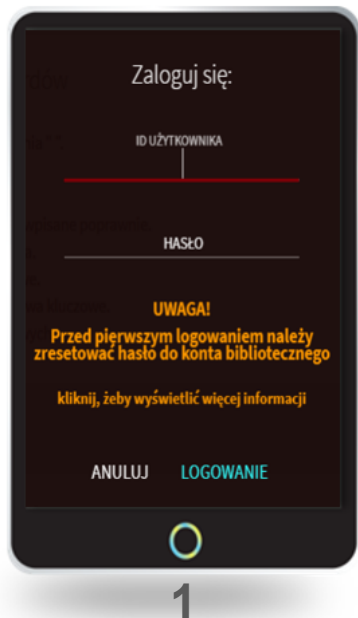 Zaloguj się:
ID UŻYTKOWNIKA
HASŁO
UWAGA!
Przed pierwszym logowaniem należy
zresetować hasło do konta bibliotecznego
kliknij, żeby wyświetlić więcej informacji
ANULUJ LOGOWANIE
1